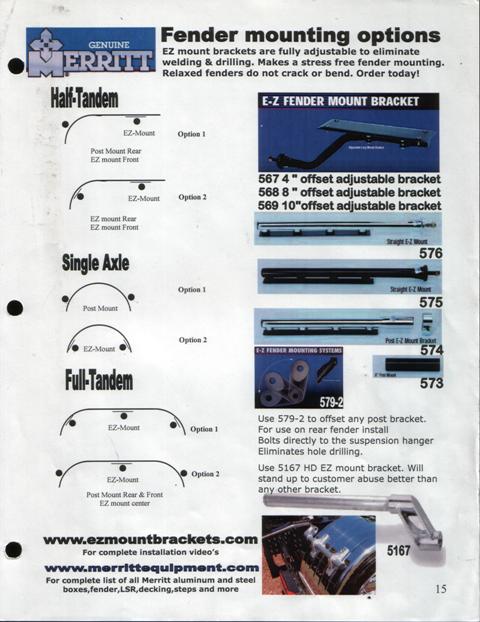 GENUINE
MERRITT
Fender mounting options
EZ mount brackets are fully adjustable to eliminate
welding & drilling. Makes a stress free fender mounting.
Relaxed fenders do not crack or bend. Order today!
Half-Tandem
EZ-Mount
Option 1
Post Mount Rear
EZ mount Front
EZ-Mount
Option 2
EZ mount Rear
EZ mount Front
Single Axle
Option 1
Post Mount
Option 2
EZ-Mount
Full-Tandem
EZ-Mount
Option 1
EZ-Mount
Option 2
Post Mount Rear & Front
EZ mount center
www.ezmountbrackets.com
For complete installation video's
www.merrittequipment.com
For complete list of all Merritt aluminum and steel
boxes,fender,LSR,decking,steps and more
E-Z FENDER MOUNT BRACKET
567 4 " offset adjustable bracket
568 8 " offset adjustable bracket
569 10"offset adjustable bracket
Straight E-Z Mount
576
Straight E-Z Mount
575
Post E-Z Mount Bracket
574
E-Z FENDER MOUNTING SYSTEMS
579-2
573
Use 579-2 to offset any post bracket.
For use on rear fender install
Bolts directly to the suspension hanger
Eliminates hole drilling.
Use 5167 HD EZ mount bracket. Will
stand up to customer abuse better than
any other bracket.
5167
15